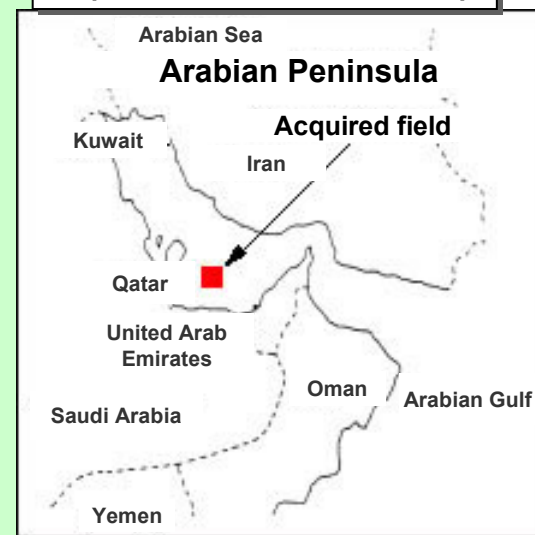 Arabian Sea
Arabian Peninsula
Acquired field
Kuwait
Iran
Qatar
United Arab
Emirates
Oman
Arabian Gulf
Saudi Arabia
Yemen